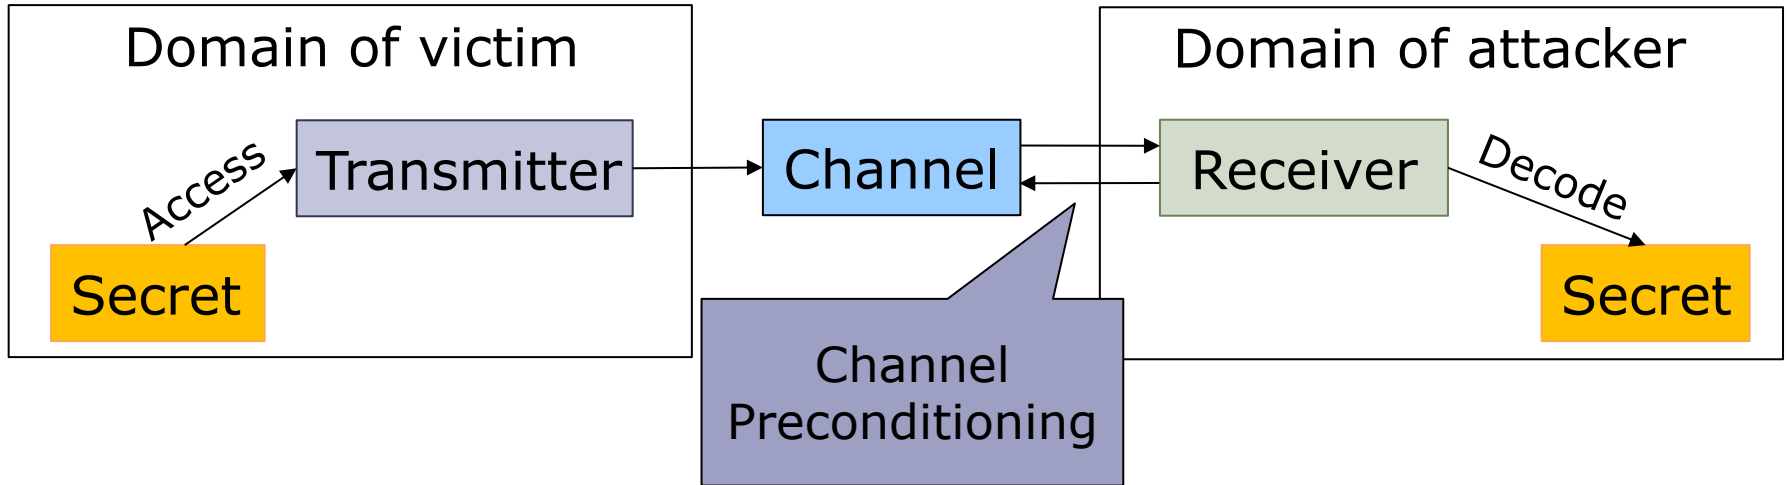 Domain of victim
Domain of attacker
Access
Transmitter
Channel
Receiver
Decode
Secret
Secret
Channel
Preconditioning